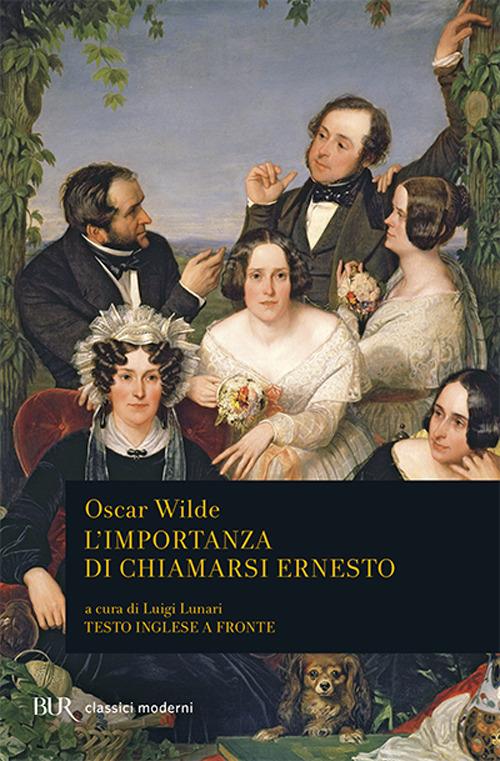 Oscar Wilde
L'IMPORTANZA
DI CHIAMARSI ERNESTO
a cura di Luigi Lunari
TESTO INGLESE A FRONTE
BUR classici moderni